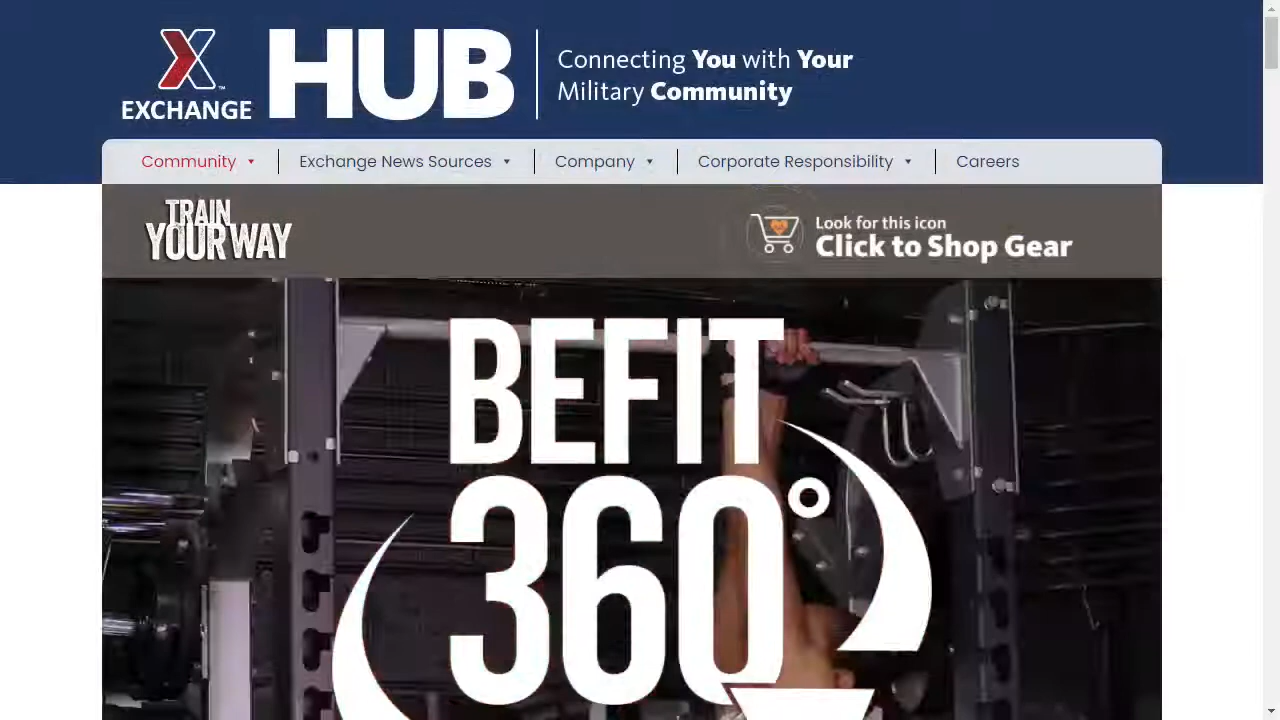 EXCHANGE
HUB
Connecting You with Your
Military Community
Community
Exchange News Sources
Company
Corporate Responsibility
Careers
TRAIN
YOUR WAY
Look for this icon
Click to Shop Gear
BEFIT
360°